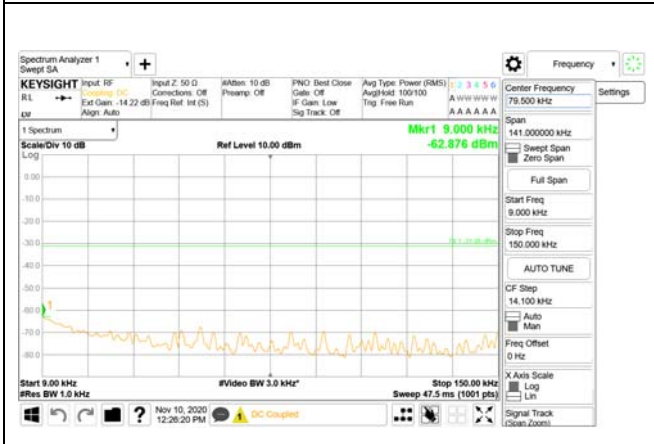 Spectrum Analyzer 1
Swept SA
Frequency
KEYSIGHT
RL
Input: RF
Coupling: DC
Ext Gain: -14.22 dB
Align: Auto
Input Z: 50 Ω
Corrections: Off
Freq Ref: Int (S)
#Atten: 10 dB
Preamp: Off
PNO: Best Close
Gate: Off
IF Gain: Low
Sig Track: Off
Avg Type: Power (RMS)
Avg|Hold: 100/100
Trig: Free Run
1 2 3 4 5 6
A W W W W W
A A A A A A
1 Spectrum
Scale/Div 10 dB
Log
Ref Level 10.00 dBm
Mkr1 9.000 kHz
-62.876 dBm
0.00
-10.0
-20.0
-30.0
-40.0
-50.0
-60.0
-70.0
-80.0
1
Start 9.00 kHz
#Res BW 1.0 kHz
#Video BW 3.0 kHz*
Stop 150.00 kHz
Sweep 47.5 ms (1001 pts)
Center Frequency
79.500 kHz
Settings
Span
141.000000 kHz
Swept Span
Zero Span
Full Span
Start Freq
9.000 kHz
Stop Freq
150.000 kHz
AUTO TUNE
CF Step
14.100 kHz
Auto
Man
Freq Offset
0 Hz
X Axis Scale
Log
Lin
Signal Track
(Span Zoom)
Nov 10, 2020
12:26:20 PM
DC Coupled